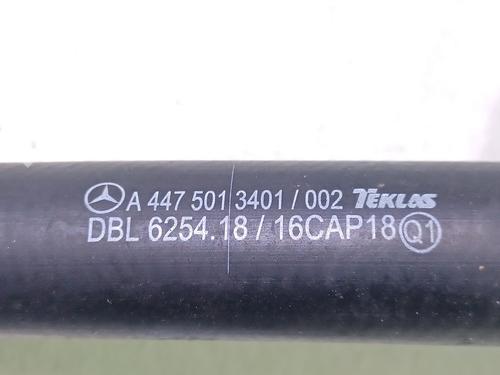 A 447 501 3401 / 002 TEKLAS
DBL 6254.18 / 16CAP18 Q1